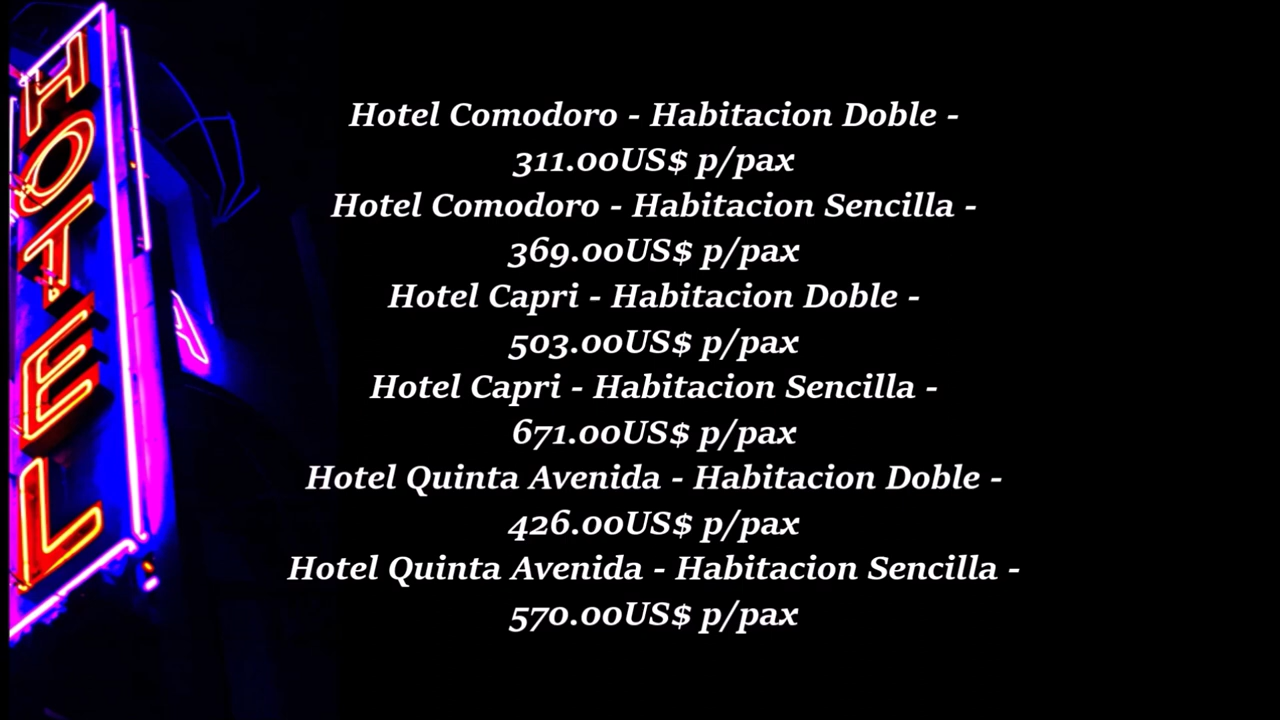 HOTEL
Hotel Comodoro - Habitacion Doble -
311.00US$ p/pax
Hotel Comodoro - Habitacion Sencilla -
369.00US$ p/pax
Hotel Capri - Habitacion Doble -
503.00US$ p/pax
Hotel Capri - Habitacion Sencilla -
671.00US$ p/pax
Hotel Quinta Avenida - Habitacion Doble -
426.00US$ p/pax
Hotel Quinta Avenida - Habitacion Sencilla -
570.00US$ p/pax